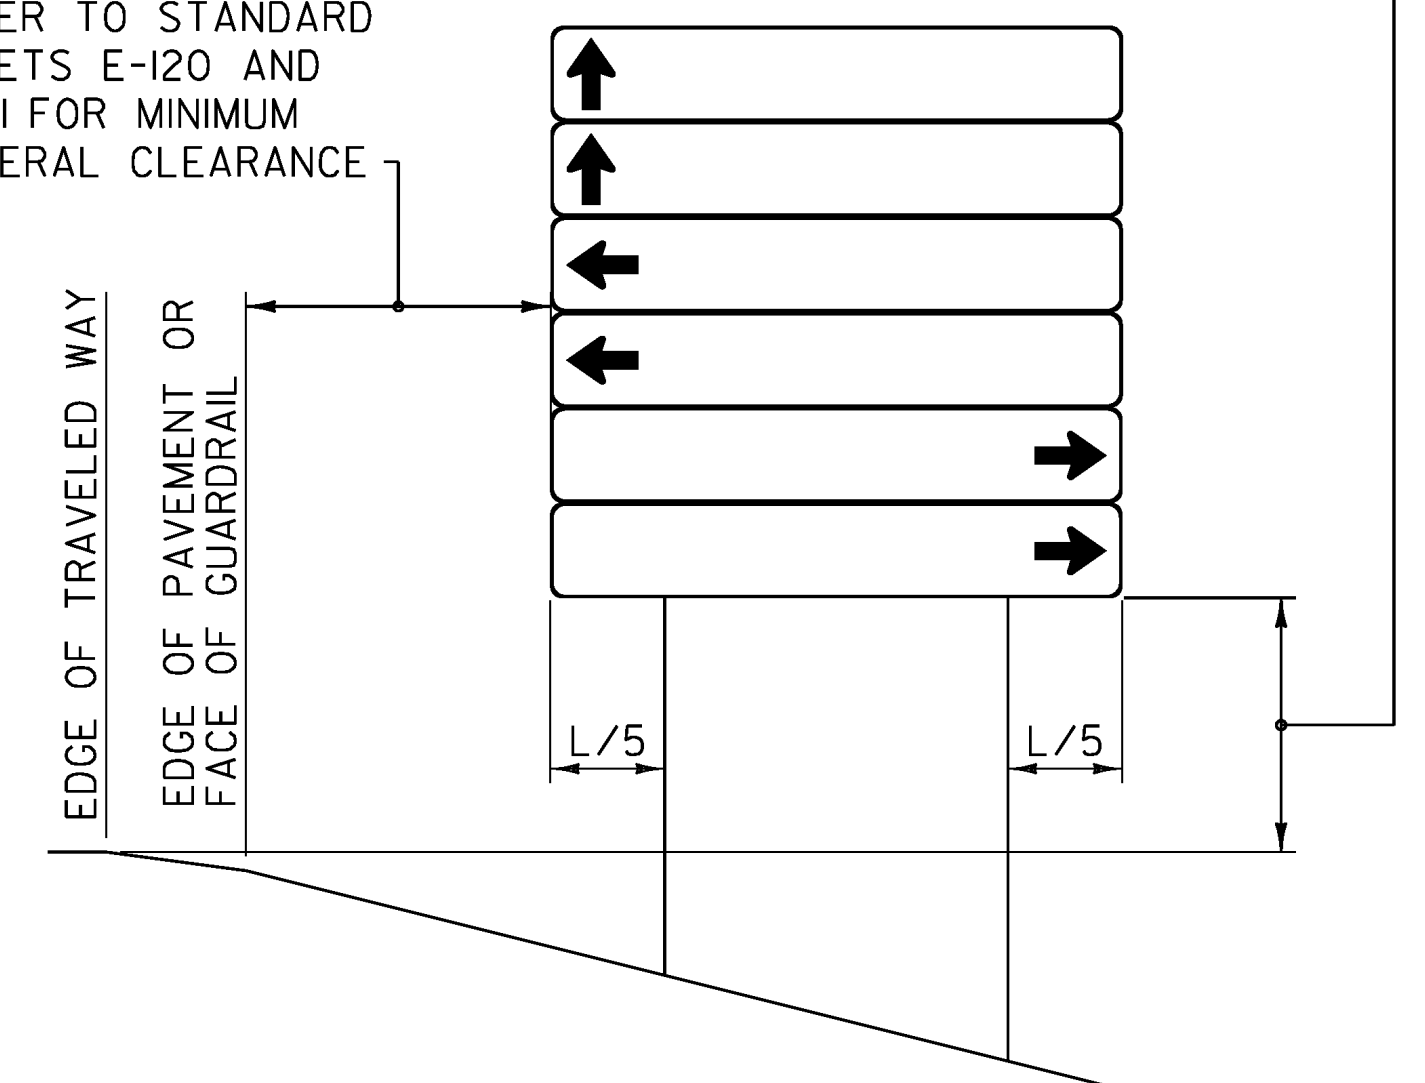 ER TO STANDARD
ETS E-120 AND
1 FOR MINIMUM
ERAL CLEARANCE
EDGE OF TRAVELED WAY
EDGE OF PAVEMENT OR
FACE OF GUARDRAIL
L/5
L/5